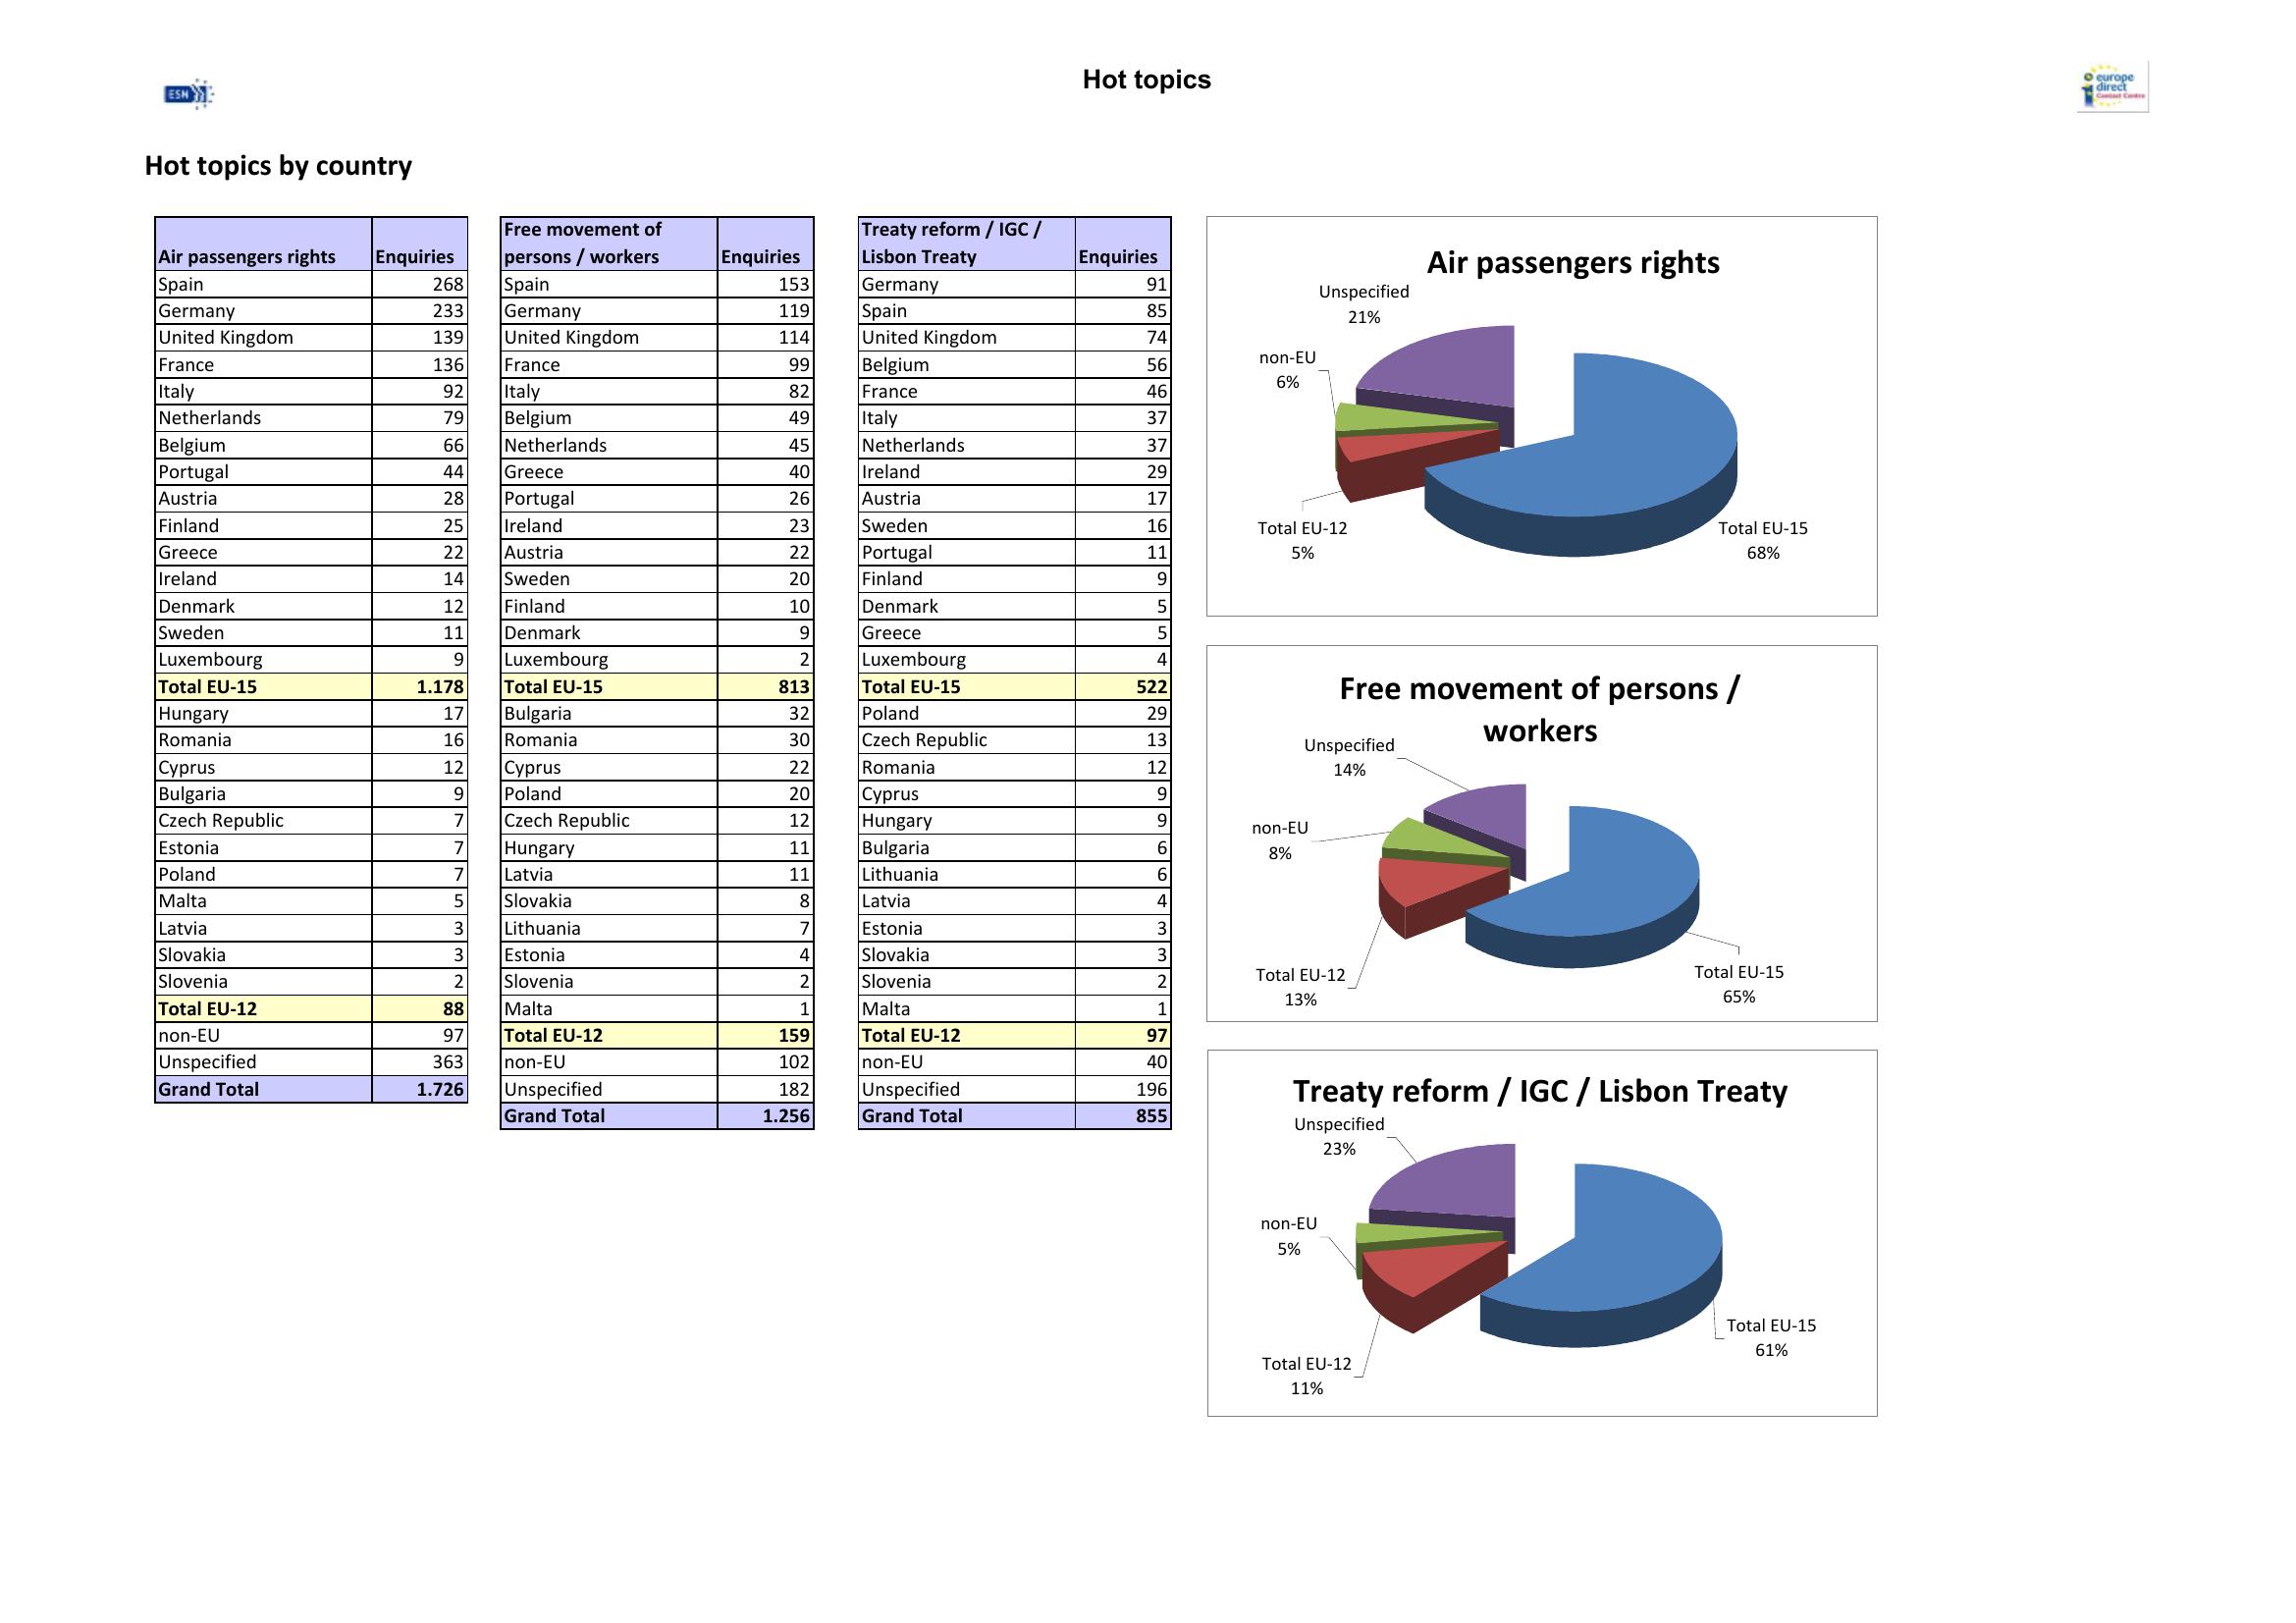 Hot topics
ESN
europe
direct
Contact Centre
Hot topics by country
Air passengers rights Enquiries
Spain 268
Germany 233
United Kingdom 139
France 136
Italy 92
Netherlands 79
Belgium 66
Portugal 44
Austria 28
Finland 25
Greece 22
Ireland 14
Denmark 12
Sweden 11
Luxembourg 9
Total EU-15 1.178
Hungary 17
Romania 16
Cyprus 12
Bulgaria 9
Czech Republic 7
Estonia 7
Poland 7
Malta 5
Latvia 3
Slovakia 3
Slovenia 2
Total EU-12 88
non-EU 97
Unspecified 363
Grand Total 1.726
Free movement of
persons / workers Enquiries
Spain 153
Germany 119
United Kingdom 114
France 99
Italy 82
Belgium 49
Netherlands 45
Greece 40
Portugal 26
Ireland 23
Austria 22
Sweden 20
Finland 10
Denmark 9
Luxembourg 2
Total EU-15 813
Bulgaria 32
Romania 30
Cyprus 22
Poland 20
Czech Republic 12
Hungary 11
Latvia 11
Slovakia 8
Lithuania 7
Estonia 4
Slovenia 2
Malta 1
Total EU-12 159
non-EU 102
Unspecified 182
Grand Total 1.256
Treaty reform / IGC /
Lisbon Treaty Enquiries
Germany 91
Spain 85
United Kingdom 74
Belgium 56
France 46
Italy 37
Netherlands 37
Ireland 29
Austria 17
Sweden 16
Portugal 11
Finland 9
Denmark 5
Greece 5
Luxembourg 4
Total EU-15 522
Poland 29
Czech Republic 13
Romania 12
Cyprus 9
Hungary 9
Bulgaria 6
Lithuania 6
Latvia 4
Estonia 3
Slovakia 3
Slovenia 2
Malta 1
Total EU-12 97
non-EU 40
Unspecified 196
Grand Total 855
Air passengers rights
Unspecified
21%
non-EU
6%
Total EU-12
5%
Total EU-15
68%
Free movement of persons /
workers
Unspecified
14%
non-EU
8%
Total EU-12
13%
Total EU-15
65%
Treaty reform / IGC / Lisbon Treaty
Unspecified
23%
non-EU
5%
Total EU-12
11%
Total EU-15
61%